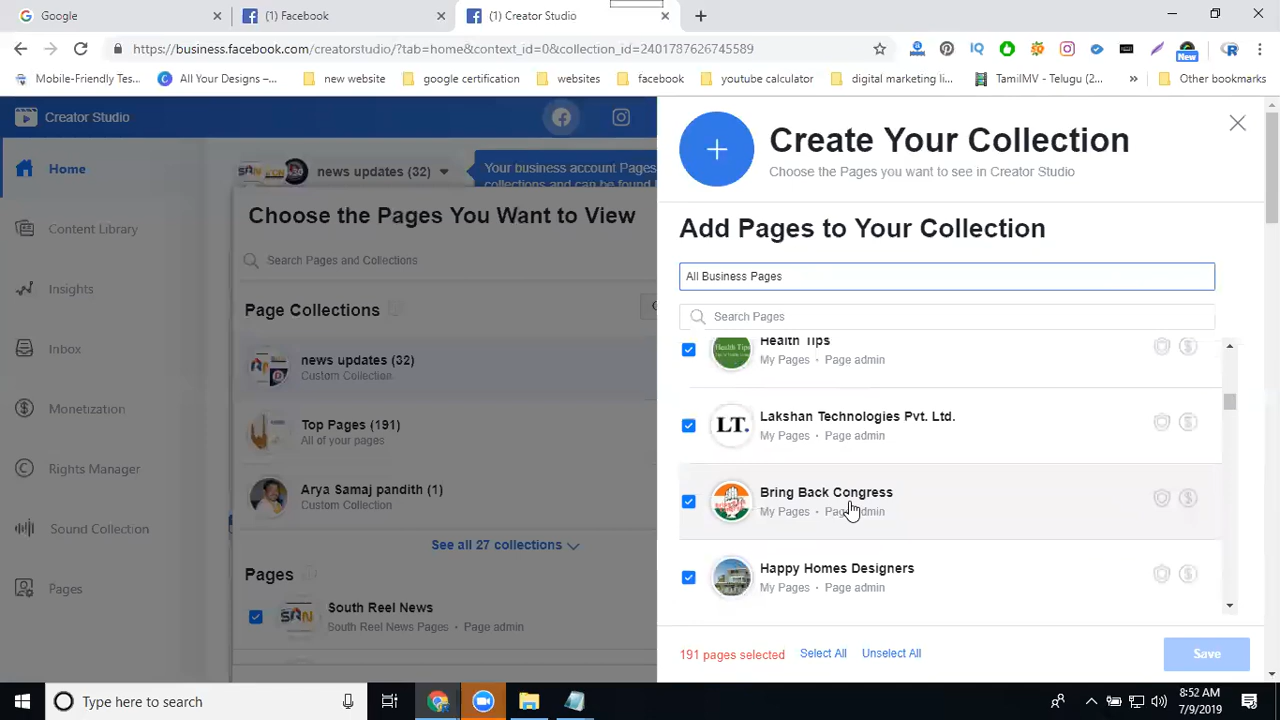 Google
(1) Facebook
(1) Creator Studio
https://business.facebook.com/creatorstudio/?tab=home&context_id=0&collection_id=2401787626745589
New
Mobile-Friendly Tes...
All Your Designs –...
new website
google certification
websites
facebook
youtube calculator
digital marketing li...
TamilMV - Telugu (2...
Other bookmarks
Creator Studio
Home
Content Library
Insights
Inbox
Monetization
Rights Manager
Sound Collection
Pages
news updates (32)
Your business account Pages
collections and can be found
Choose the Pages You Want to View
Search Pages and Collections
Page Collections
news updates (32)
Custom Collection
Top Pages (191)
All of your pages
Arya Samaj pandith (1)
Custom Collection
See all 27 collections
Pages
South Reel News
South Reel News Pages · Page admin
Create Your Collection
Choose the Pages you want to see in Creator Studio
Add Pages to Your Collection
All Business Pages
Search Pages
Health Tips
Health Tips
My Pages · Page admin
LT.
Lakshan Technologies Pvt. Ltd.
My Pages · Page admin
Bring Back Congress
My Pages · Page admin
Happy Homes Designers
My Pages · Page admin
191 pages selected
Select All
Unselect All
Save
Type here to search
8:52 AM
7/9/2019